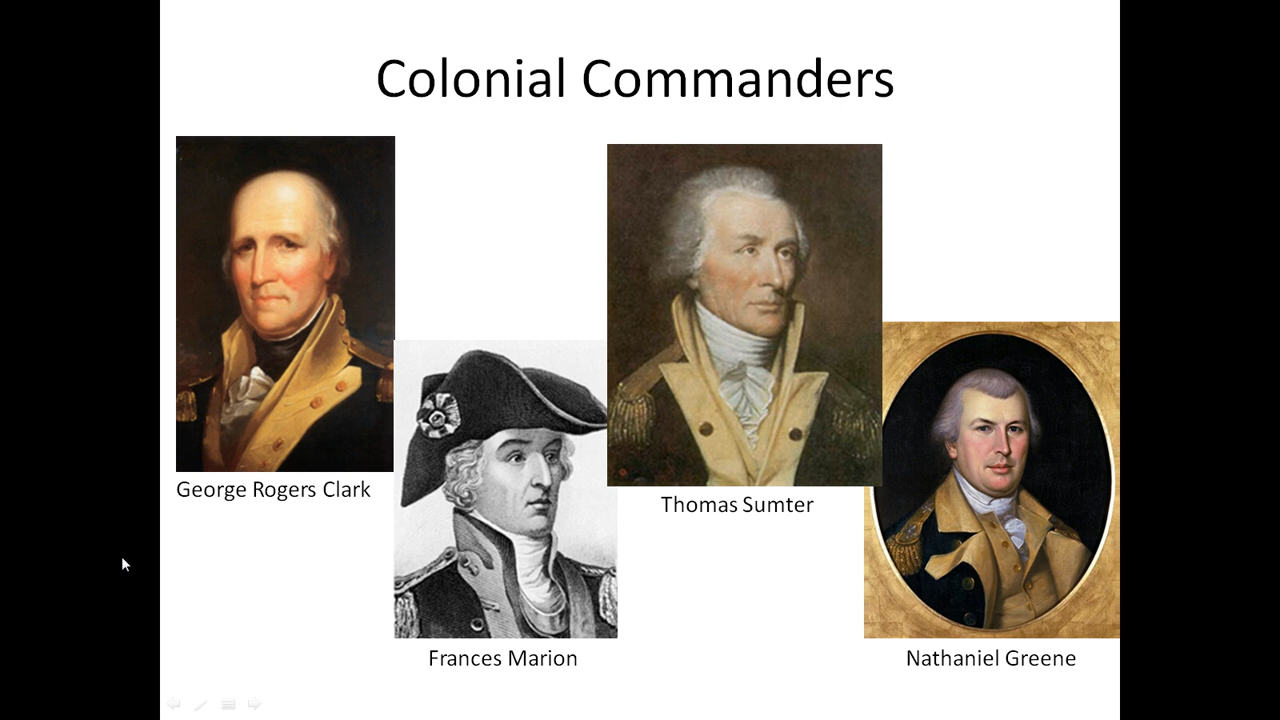 Colonial Commanders
George Rogers Clark
Thomas Sumter
Frances Marion
Nathaniel Greene